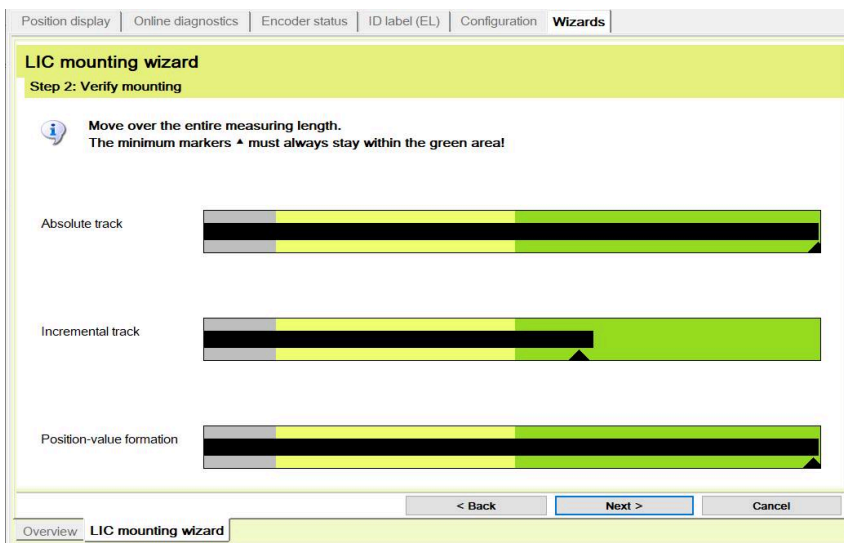 Position display Online diagnostics Encoder status ID label (EL) Configuration Wizards
LIC mounting wizard
Step 2: Verify mounting
Move over the entire measuring length.
The minimum markers ▲ must always stay within the green area!
Absolute track
Incremental track
Position-value formation
< Back Next > Cancel
Overview LIC mounting wizard